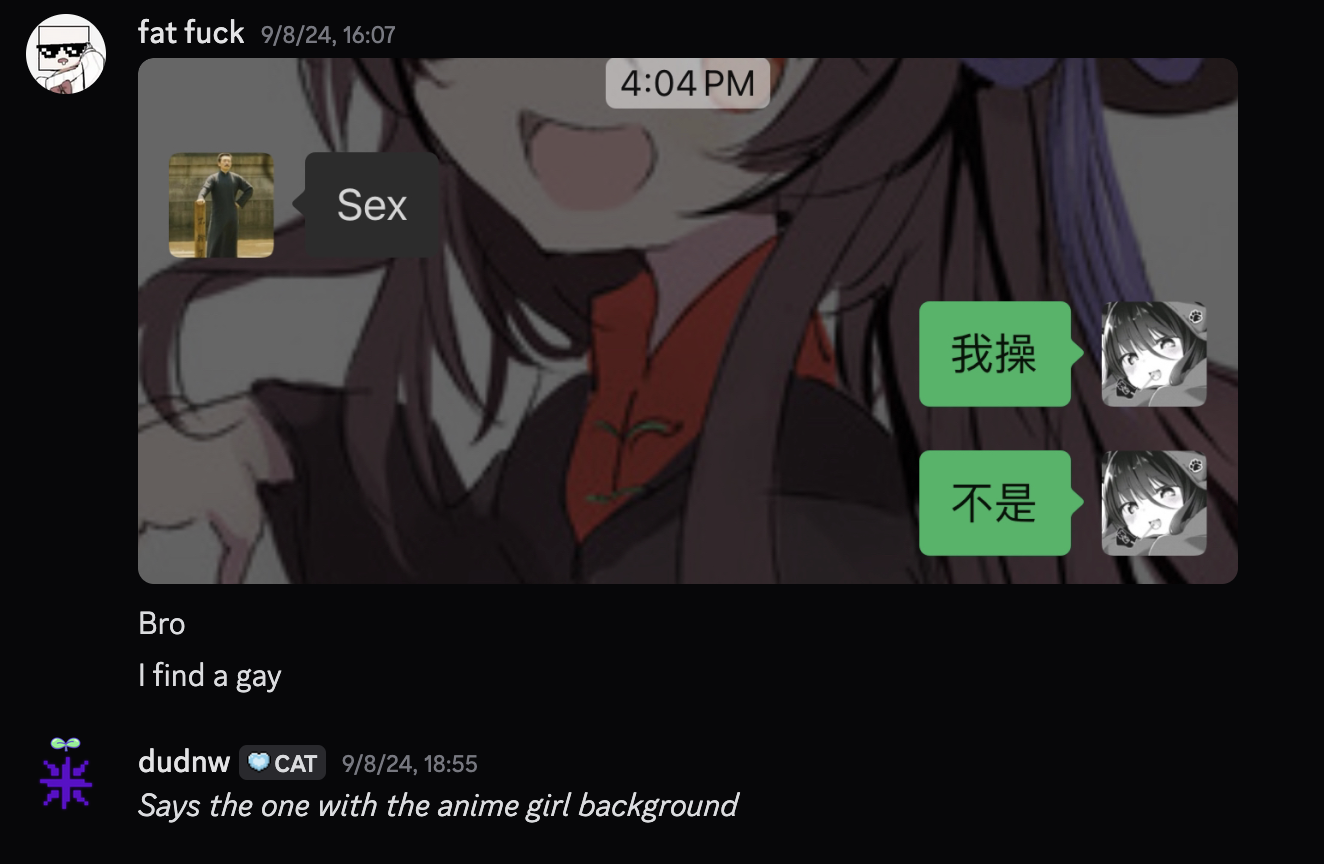 fat fuck 9/8/24, 16:07
4:04 PM
Sex
我操
不是
Bro
I find a gay
dudnw CAT 9/8/24, 18:55
Says the one with the anime girl background